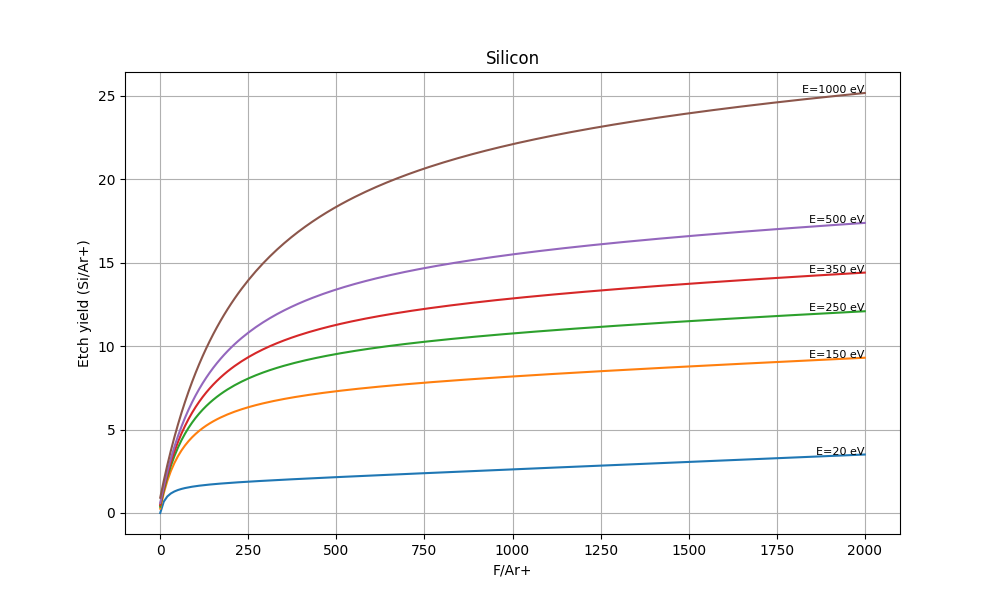 Silicon
Etch yield (Si/Ar+)
25
20
15
10
5
0
E=1000 eV
E=500 eV
E=350 eV
E=250 eV
E=150 eV
E=20 eV
0 250 500 750 1000 1250 1500 1750 2000
F/Ar+